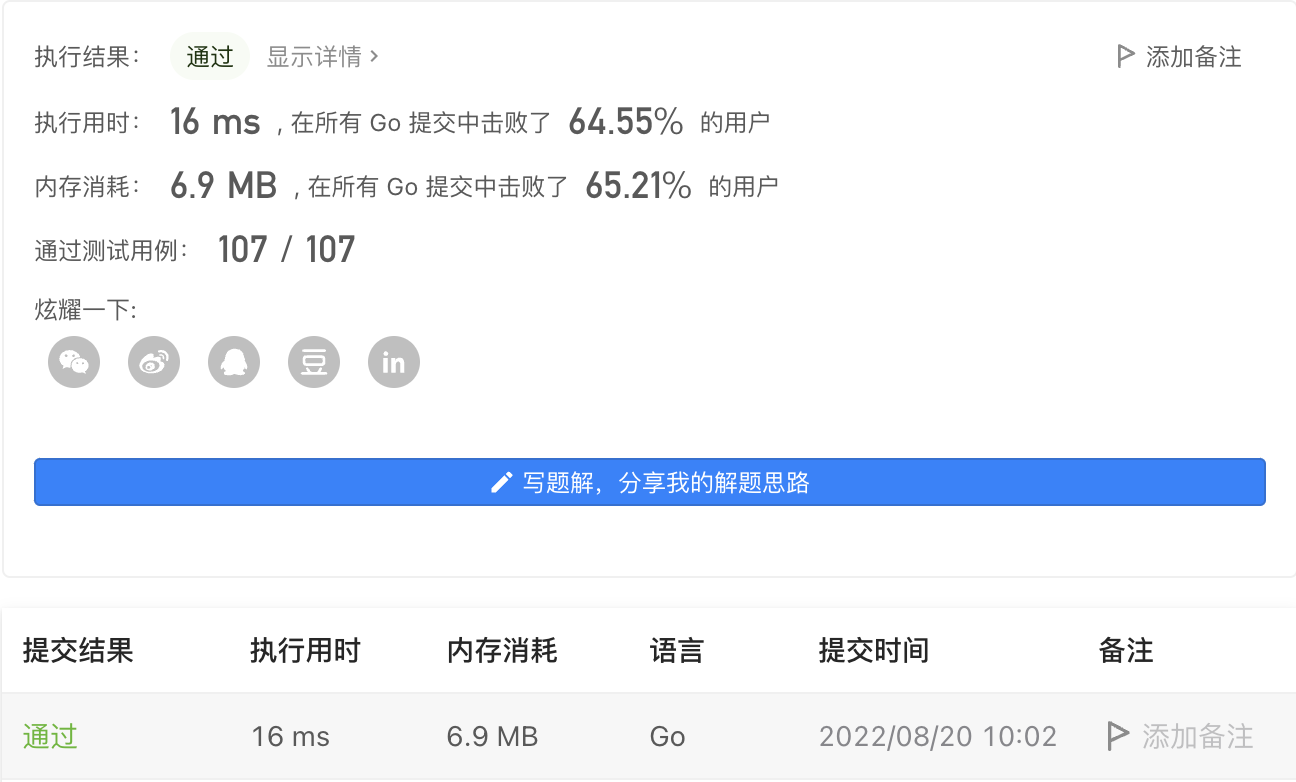 执行结果： 通过 显示详情 › 添加备注
执行用时： 16 ms ，在所有 Go 提交中击败了 64.55% 的用户
内存消耗： 6.9 MB ，在所有 Go 提交中击败了 65.21% 的用户
通过测试用例： 107 / 107
炫耀一下:
豆 in
写题解，分享我的解题思路
提交结果 执行用时 内存消耗 语言 提交时间 备注
通过 16 ms 6.9 MB Go 2022/08/20 10:02 添加备注